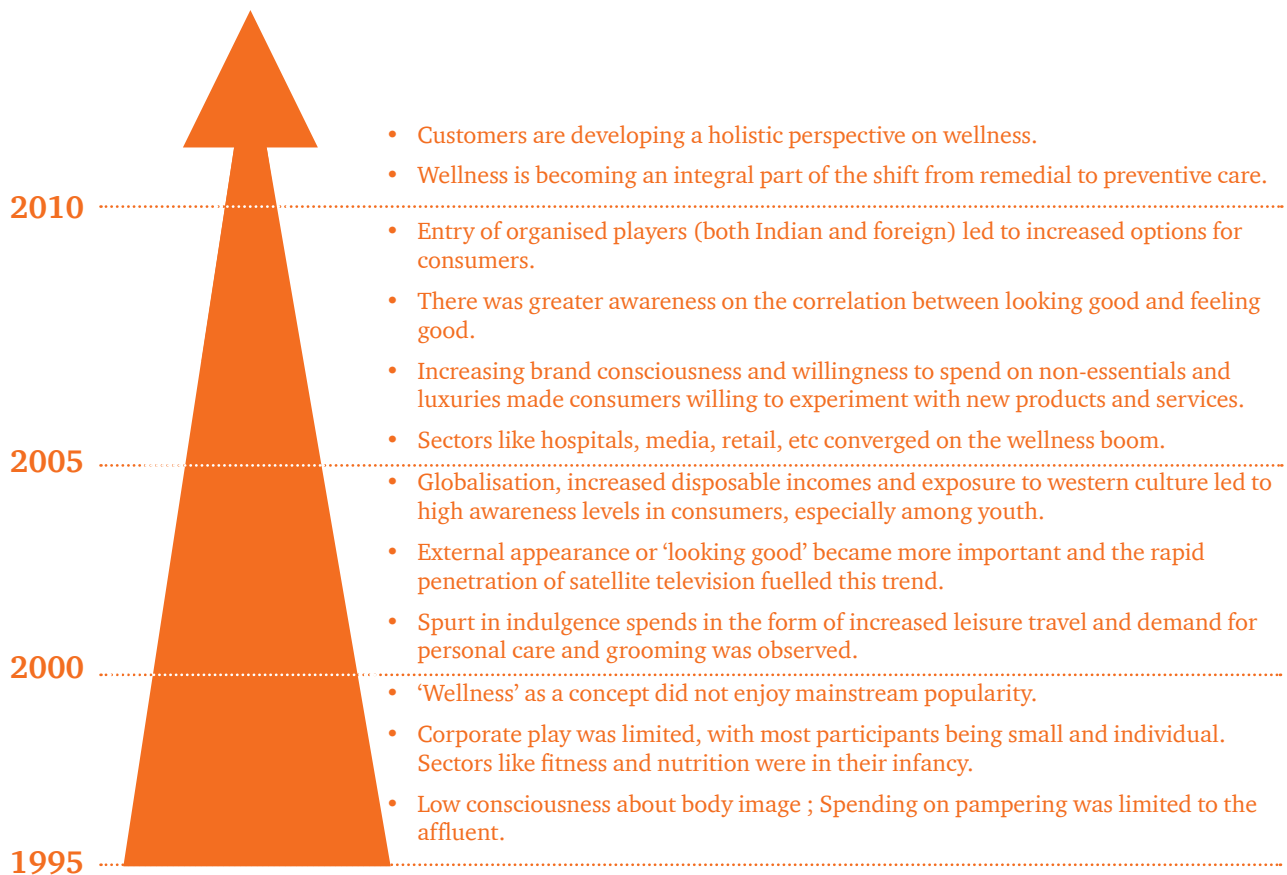 • Customers are developing a holistic perspective on wellness.
• Wellness is becoming an integral part of the shift from remedial to preventive care.
2010
• Entry of organised players (both Indian and foreign) led to increased options for
consumers.
• There was greater awareness on the correlation between looking good and feeling
good.
• Increasing brand consciousness and willingness to spend on non-essentials and
luxuries made consumers willing to experiment with new products and services.
• Sectors like hospitals, media, retail, etc converged on the wellness boom.
2005
• Globalisation, increased disposable incomes and exposure to western culture led to
high awareness levels in consumers, especially among youth.
• External appearance or ‘looking good’ became more important and the rapid
penetration of satellite television fuelled this trend.
• Spurt in indulgence spends in the form of increased leisure travel and demand for
personal care and grooming was observed.
2000
• ‘Wellness’ as a concept did not enjoy mainstream popularity.
• Corporate play was limited, with most participants being small and individual.
Sectors like fitness and nutrition were in their infancy.
• Low consciousness about body image ; Spending on pampering was limited to the
affluent.
1995